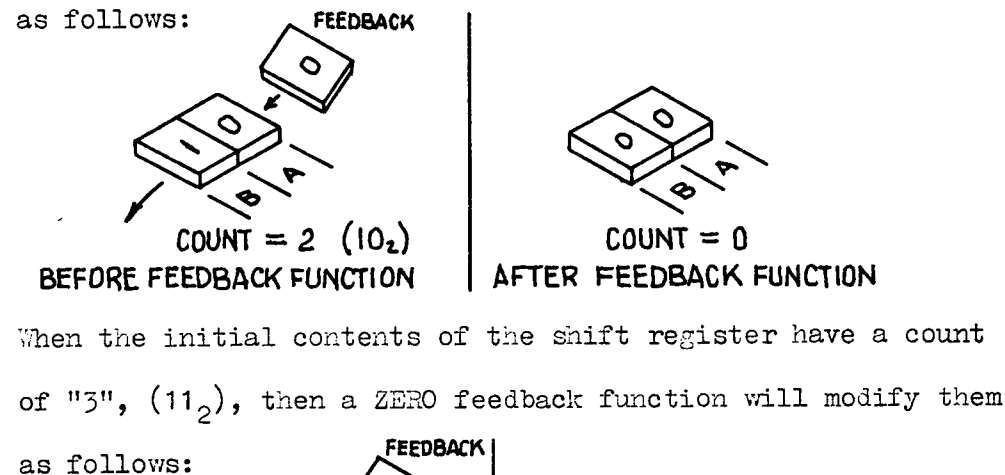 as follows:
FEEDBACK
0
1 0
B A
COUNT = 2 (10₂)
BEFORE FEEDBACK FUNCTION
0 0
B A
COUNT = 0
AFTER FEEDBACK FUNCTION
When the initial contents of the shift register have a count
of "3", (11₂), then a ZERO feedback function will modify them
as follows:
FEEDBACK